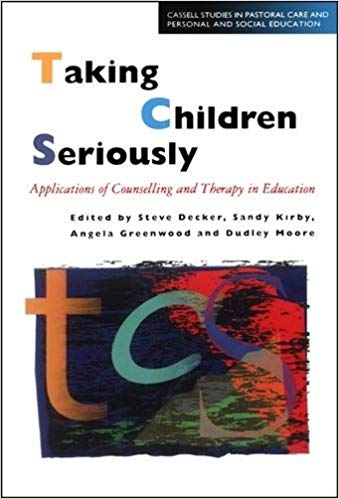 CASSELL STUDIES IN PASTORAL CARE AND
PERSONAL AND SOCIAL EDUCATION
Taking
Children
Seriously
Applications of Counselling and Therapy in Education
Edited by Steve Decker, Sandy Kirby,
Angela Greenwood and Dudley Moore
tcs